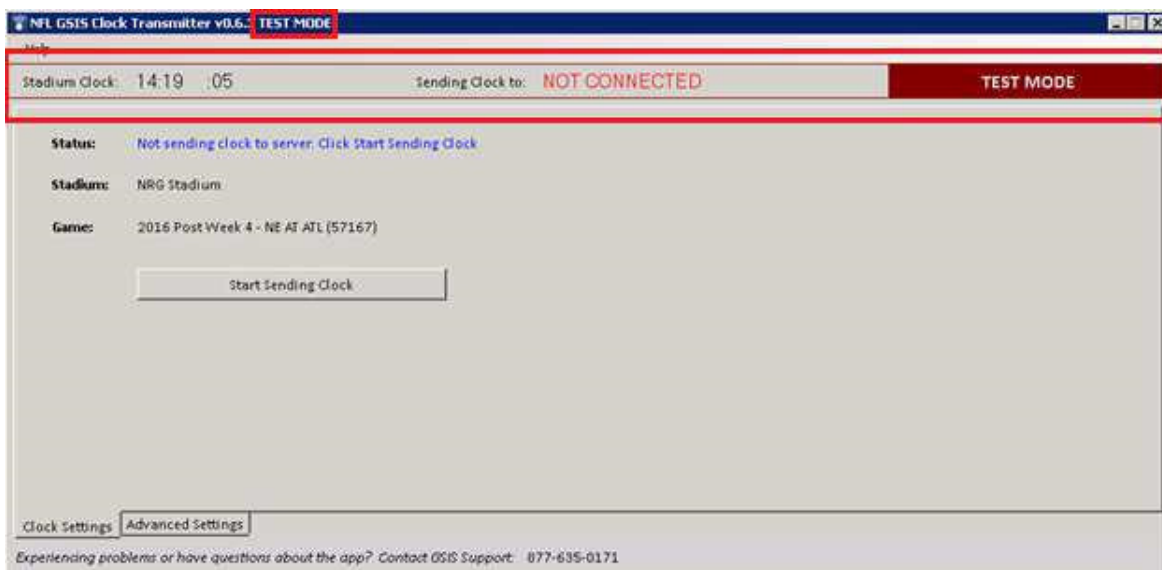 NFL GSIS Clock Transmitter v0.6. TEST MODE
Help
Stadium Clock: 14:19 :05 Sending Clock to: NOT CONNECTED TEST MODE
Status: Not sending clock to server. Click Start Sending Clock
Stadium: NRG Stadium
Game: 2016 Post Week 4 - NE AT ATL (57167)
Start Sending Clock
Clock Settings Advanced Settings
Experiencing problems or have questions about the app? Contact GSIS Support: 877-635-0171